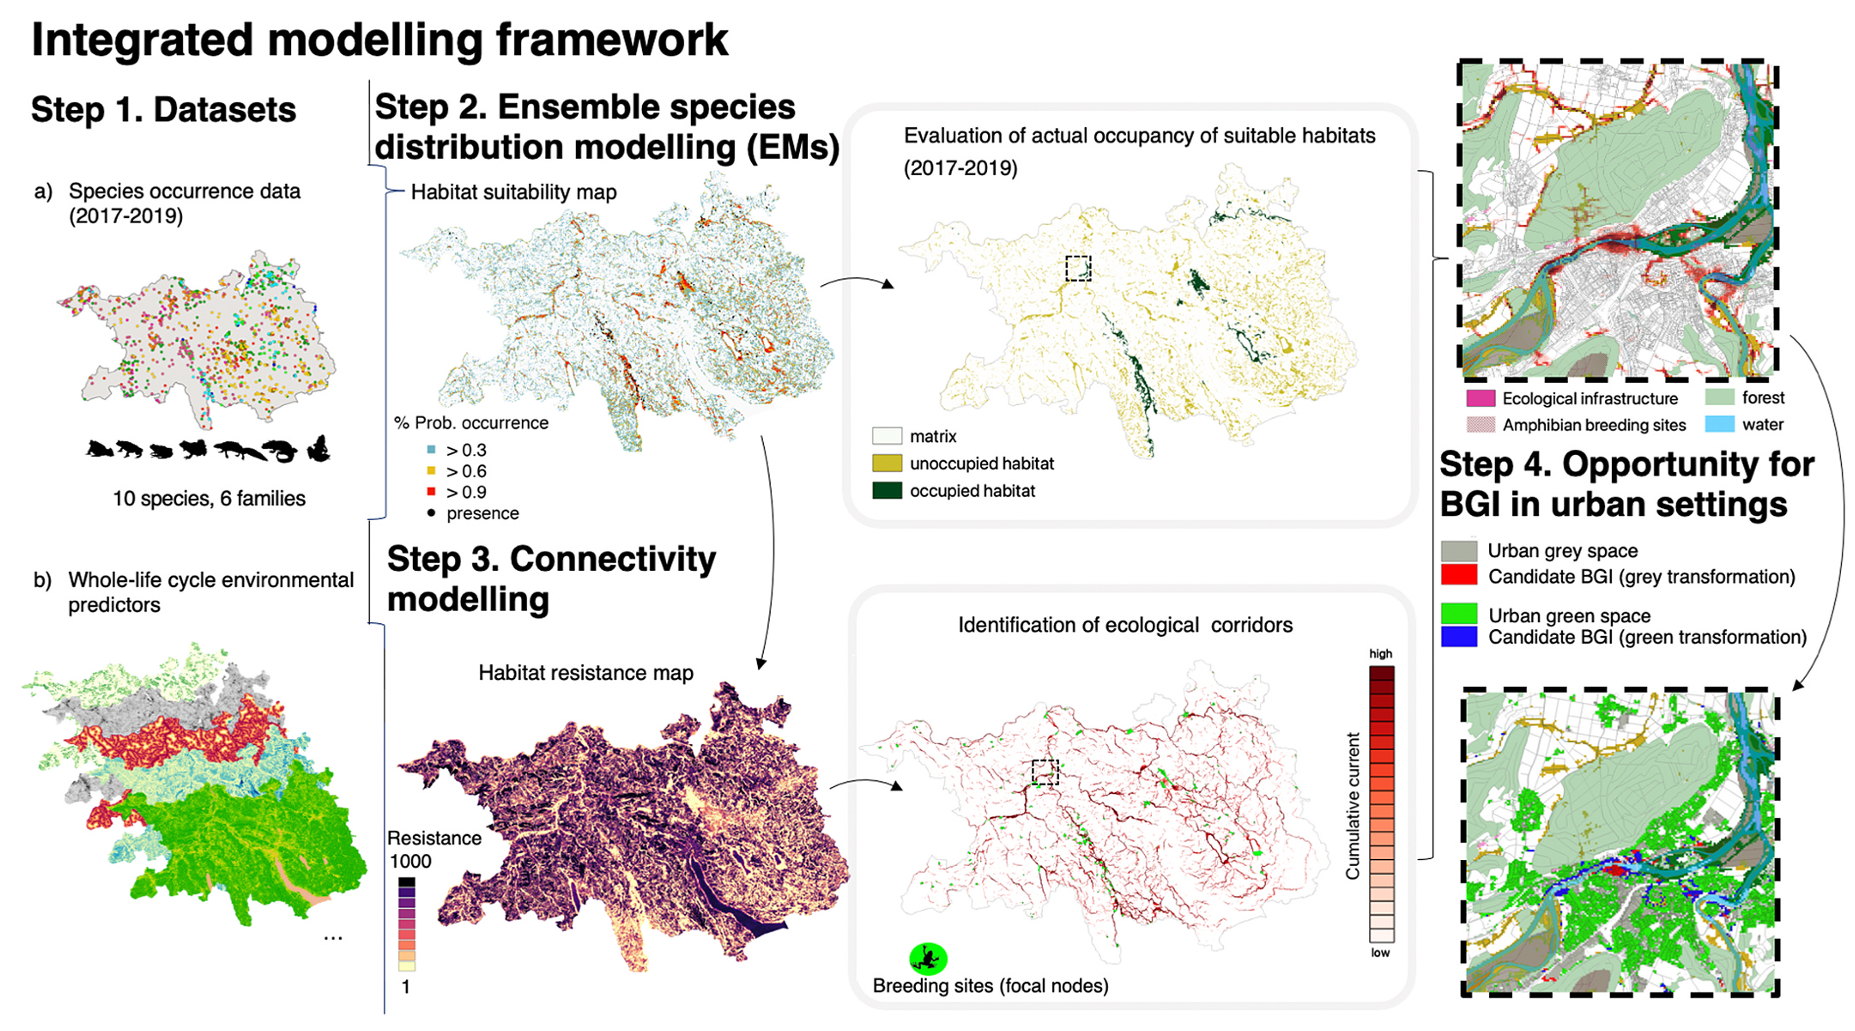 Integrated modelling framework
Step 1. Datasets
a) Species occurrence data
(2017-2019)
10 species, 6 families
b) Whole-life cycle environmental
predictors
...
Step 2. Ensemble species
distribution modelling (EMs)
Habitat suitability map
% Prob. occurrence
> 0.3
> 0.6
> 0.9
presence
Evaluation of actual occupancy of suitable habitats
(2017-2019)
matrix
unoccupied habitat
occupied habitat
Step 3. Connectivity
modelling
Habitat resistance map
Resistance
1000
1
Identification of ecological corridors
high
Cumulative current
low
Breeding sites (focal nodes)
Ecological infrastructure
forest
Amphibian breeding sites
water
Step 4. Opportunity for
BGI in urban settings
Urban grey space
Candidate BGI (grey transformation)
Urban green space
Candidate BGI (green transformation)